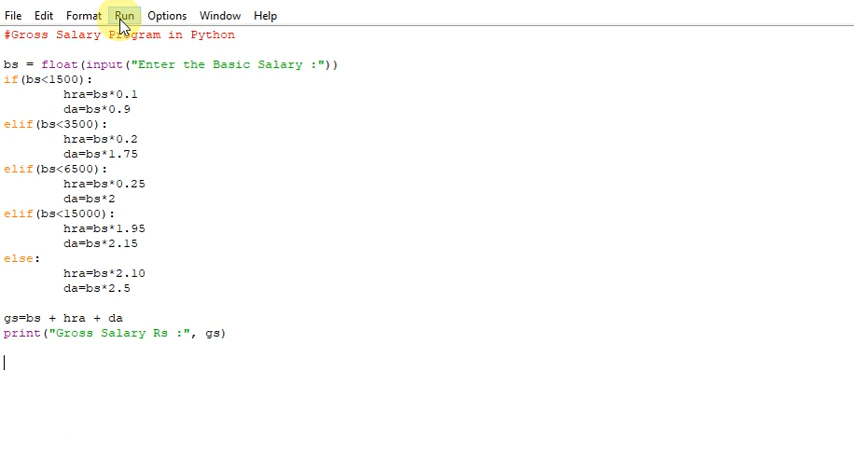 File Edit Format Run Options Window Help
#Gross Salary Program in Python
bs = float(input("Enter the Basic Salary :"))
if(bs<1500):
hra=bs*0.1
da=bs*0.9
elif(bs<3500):
hra=bs*0.2
da=bs*1.75
elif(bs<6500):
hra=bs*0.25
da=bs*2
elif(bs<15000):
hra=bs*1.95
da=bs*2.15
else:
hra=bs*2.10
da=bs*2.5
gs=bs + hra + da
print("Gross Salary Rs :", gs)